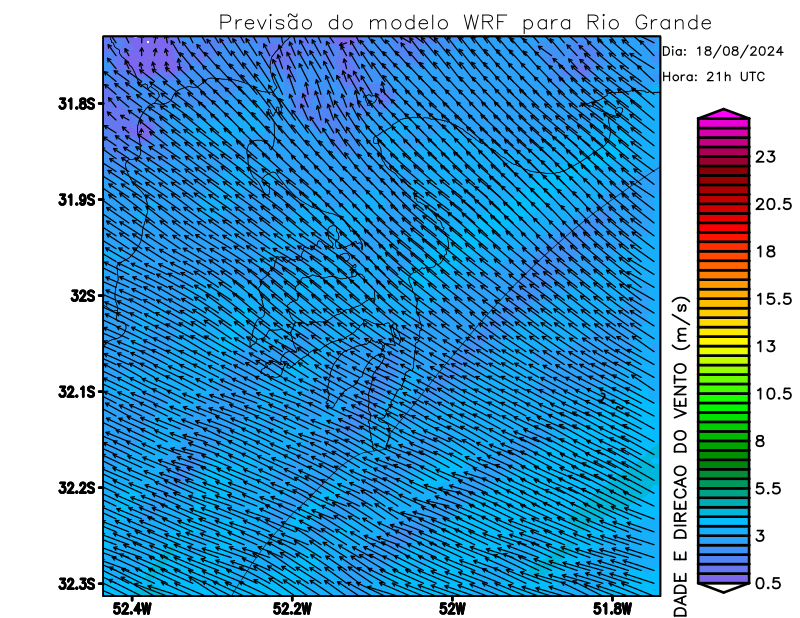 Previsão do modelo WRF para Rio Grande
Dia: 18/08/2024
Hora: 21h UTC
31.8S
31.9S
32S
32.1S
32.2S
32.3S
52.4W
52.2W
52W
51.8W
DADE E DIRECAO DO VENTO (m/s)
23
20.5
18
15.5
13
10.5
8
5.5
3
0.5